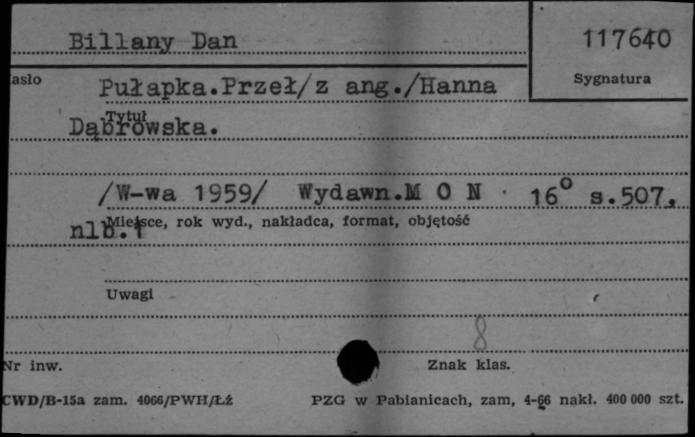 Billany Dan
117640
asło
Sygnatura
Pułapka.Przeł/z ang./Hanna
Tytuł
Dąbrowska.
/W-wa 1959/ Wydawn.M O N 16° s.507,
Miejsce, rok wyd., nakładca, format, objętość
nlb.1
Uwagi
8
Nr inw.
Znak klas.
CWD/B-15a zam. 4066/PWH/Łź
PZG w Pabianicach, zam, 4-66 nakł. 400 000 szt.